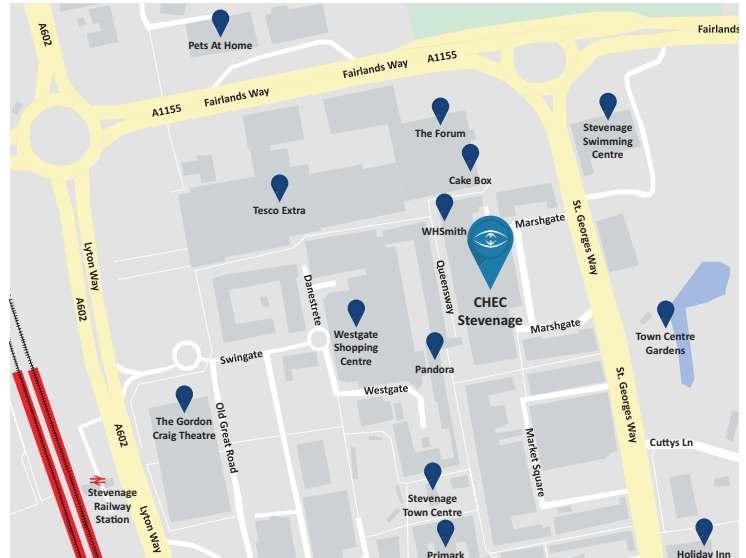 A602
Pets At Home
Fairlands
A1155
Fairlands Way
Fairlands Way
A1155
The Forum
Stevenage
Swimming
Centre
Cake Box
Tesco Extra
WHSmith
Marshgate
St. Georges Way
Lyton Way
A602
Danestrete
Queensway
CHEC
Stevenage
Westgate
Shopping
Centre
Marshgate
Town Centre
Gardens
Swingate
Pandora
Westgate
St. Georges Way
The Gordon
Craig Theatre
Old Great Road
A602
Market Square
Cuttys Ln
Stevenage
Railway
Station
Lyton Way
Stevenage
Town Centre
Primark
Holiday Inn